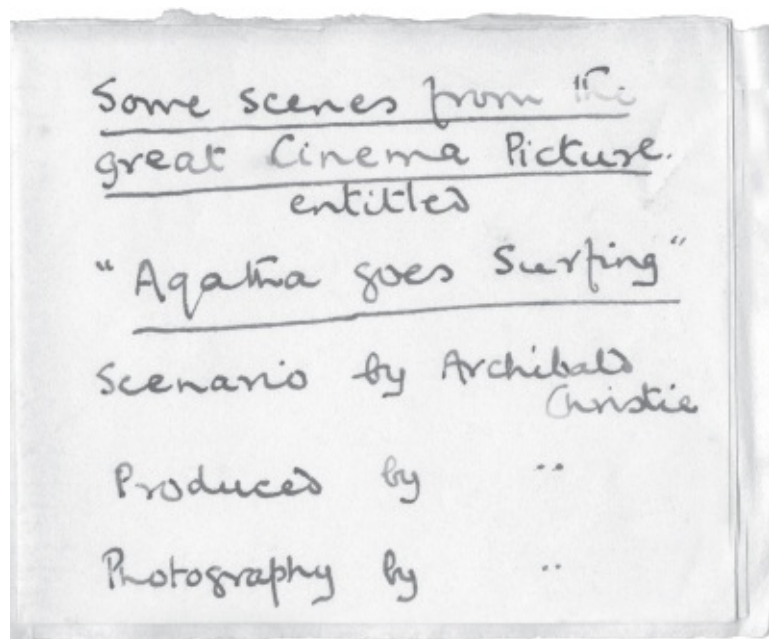 Some scenes from the
great Cinema Picture.
entitled
"Agatha goes Surfing"
Scenario by Archibald
Christie
Produced by "
Photography by "